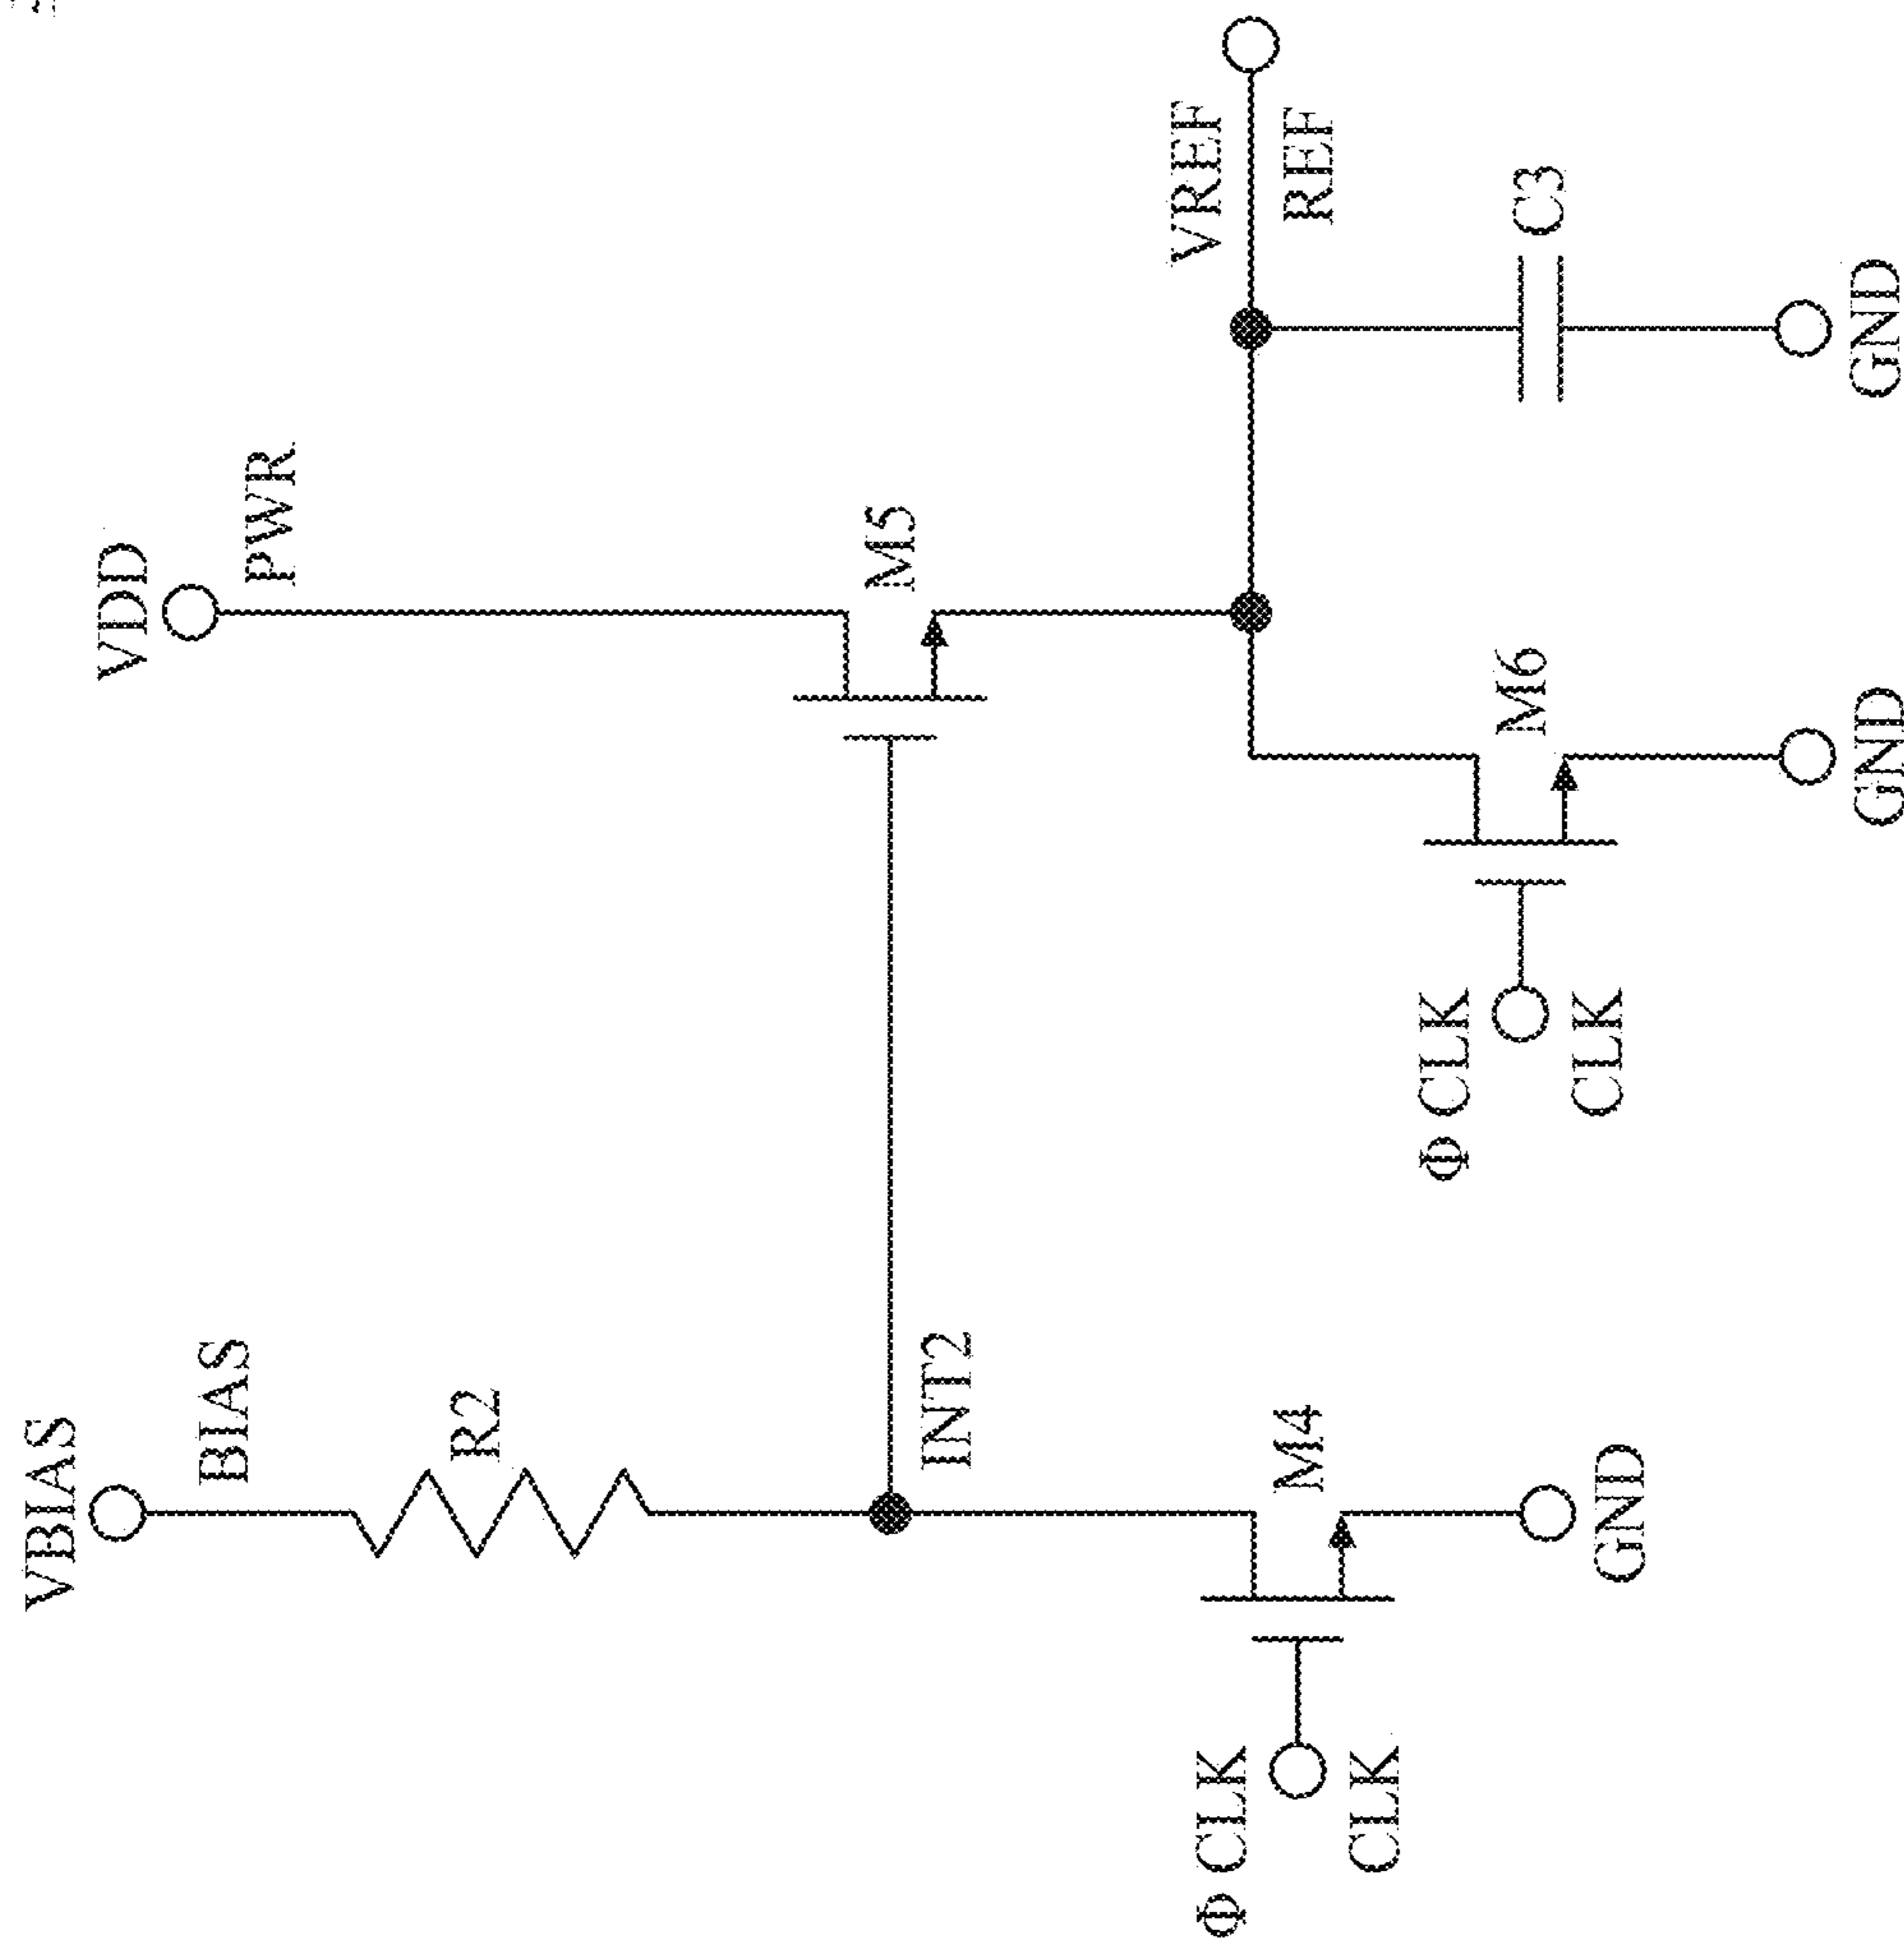 VBIAS
BIAS
R2
INT2
M4
GND
Φ CLK
CLK
VDD
PWR
M5
M6
Φ CLK
CLK
GND
VREF
REF
C3
GND